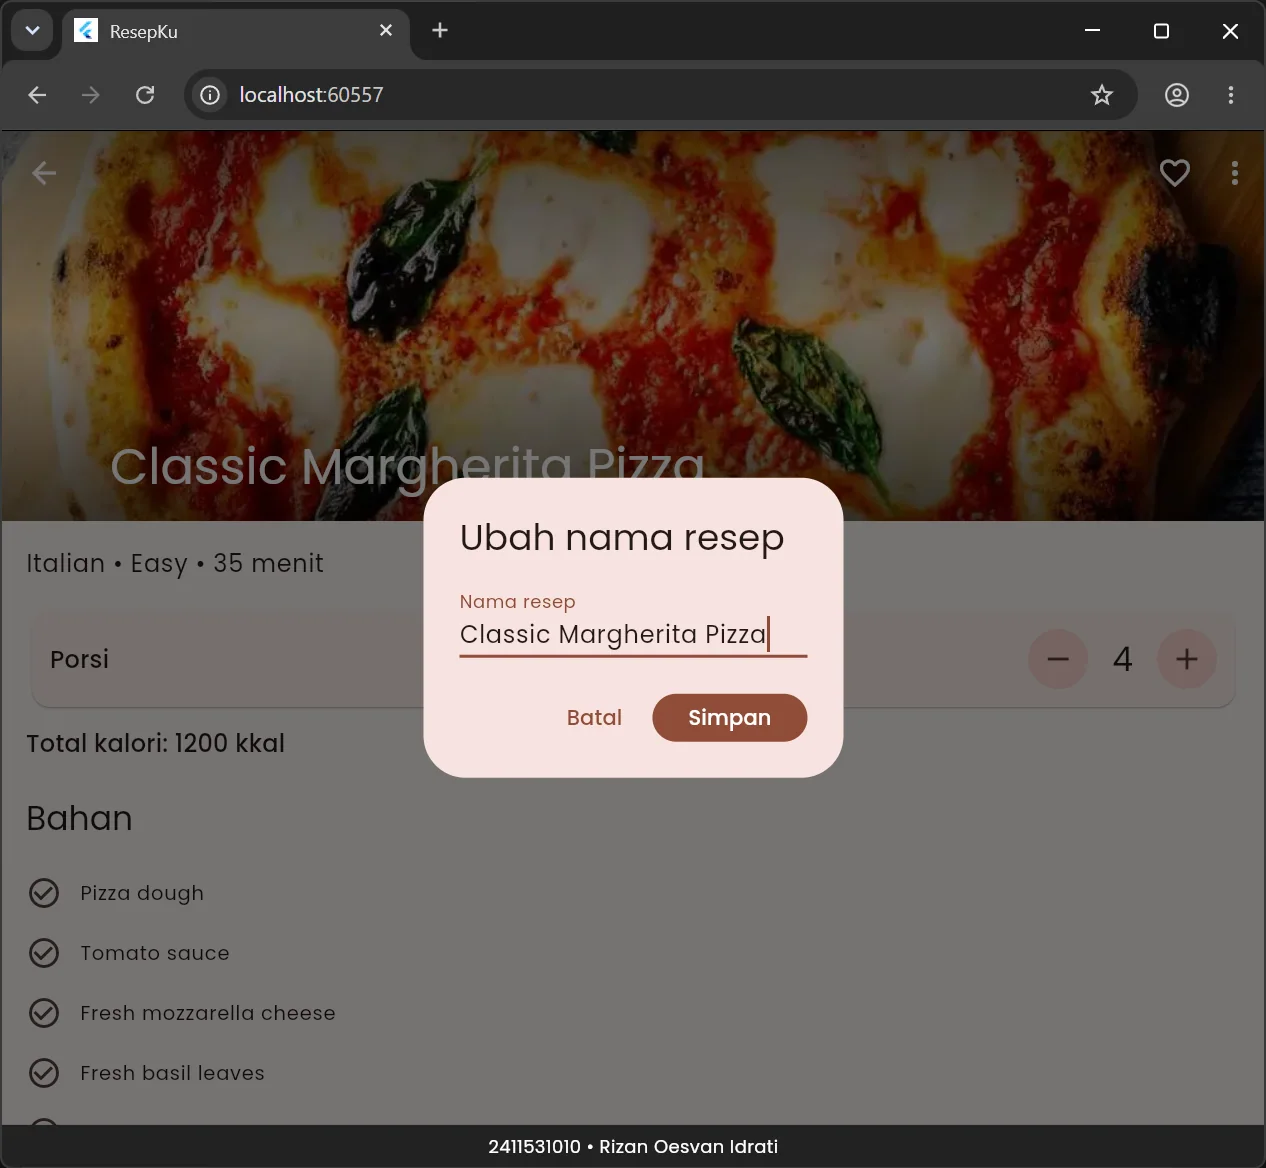 ResepKu
localhost:60557
Classic Margherita Pizza
Ubah nama resep
Nama resep
Classic Margherita Pizza
Batal
Simpan
Italian • Easy • 35 menit
Porsi
4
Total kalori: 1200 kkal
Bahan
Pizza dough
Tomato sauce
Fresh mozzarella cheese
Fresh basil leaves
2411531010 • Rizan Oesvan Idrati